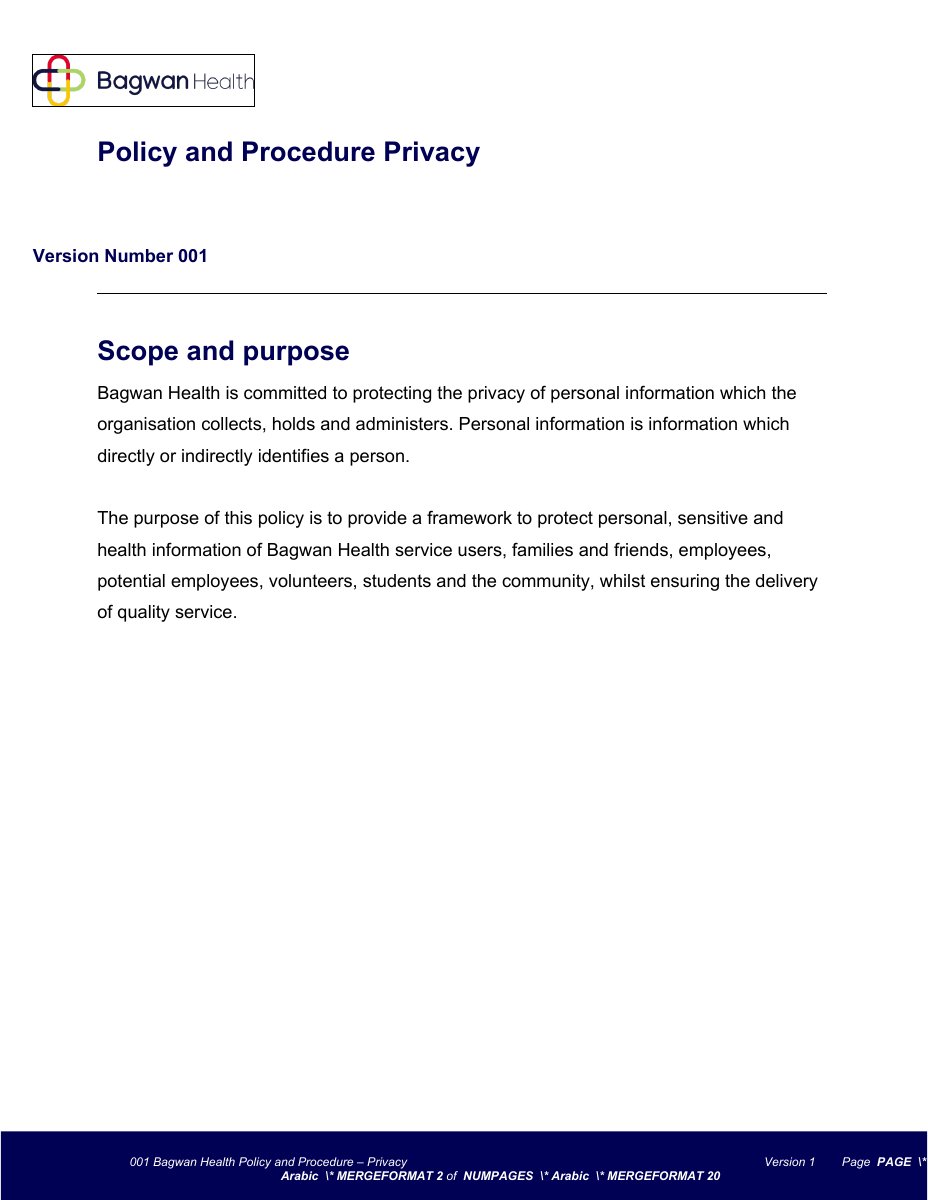 Bagwan Health
Policy and Procedure Privacy
Version Number 001
Scope and purpose
Bagwan Health is committed to protecting the privacy of personal information which the
organisation collects, holds and administers. Personal information is information which
directly or indirectly identifies a person.
The purpose of this policy is to provide a framework to protect personal, sensitive and
health information of Bagwan Health service users, families and friends, employees,
potential employees, volunteers, students and the community, whilst ensuring the delivery
of quality service.
001 Bagwan Health Policy and Procedure – Privacy Version 1 Page PAGE \*
Arabic \* MERGEFORMAT 2 of NUMPAGES \* Arabic \* MERGEFORMAT 20